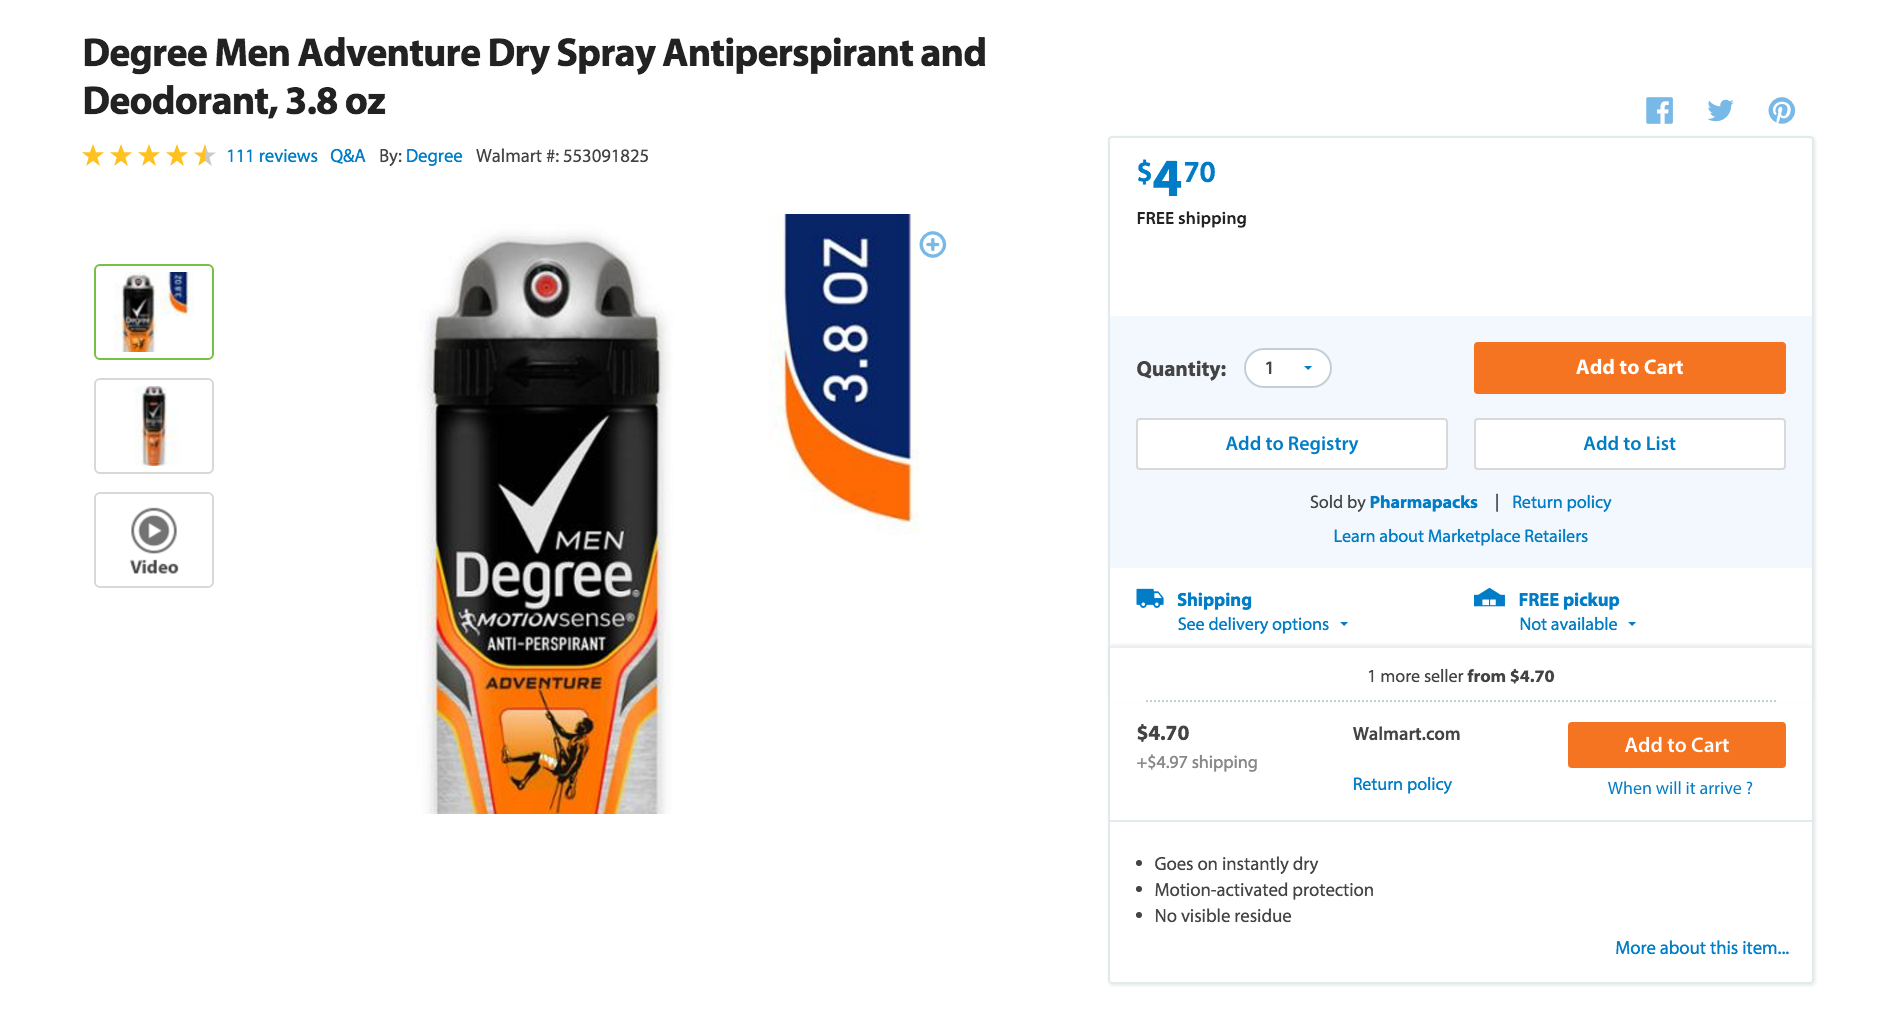 Degree Men Adventure Dry Spray Antiperspirant and
Deodorant, 3.8 oz
111 reviews Q&A By: Degree Walmart #: 553091825
3.8 OZ
Degree
Degree
Video
MEN
Degree®
MOTIONsense®
ANTI-PERSPIRANT
ADVENTURE
3.8 OZ
$4 70
FREE shipping
Quantity: 1
Add to Cart
Add to Registry
Add to List
Sold by Pharmapacks | Return policy
Learn about Marketplace Retailers
Shipping
See delivery options
FREE pickup
Not available
1 more seller from $4.70
$4.70
+$4.97 shipping
Walmart.com
Return policy
Add to Cart
When will it arrive ?
• Goes on instantly dry
• Motion-activated protection
• No visible residue
More about this item...